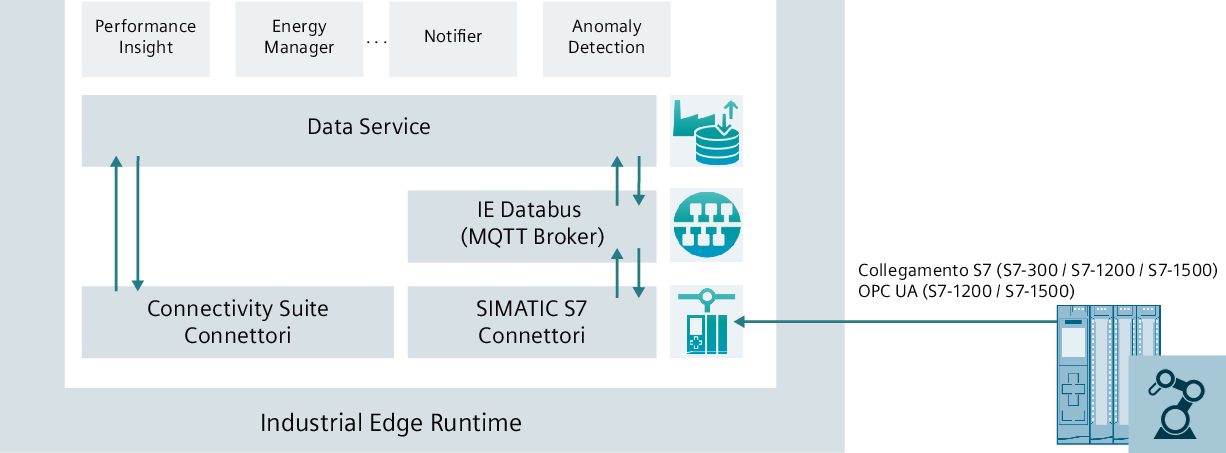 Performance
Insight
Energy
Manager
...
Notifier
Anomaly
Detection
Data Service
IE Databus
(MQTT Broker)
Collegamento S7 (S7-300 / S7-1200 / S7-1500)
OPC UA (S7-1200 / S7-1500)
Connectivity Suite
Connettori
SIMATIC S7
Connettori
Industrial Edge Runtime